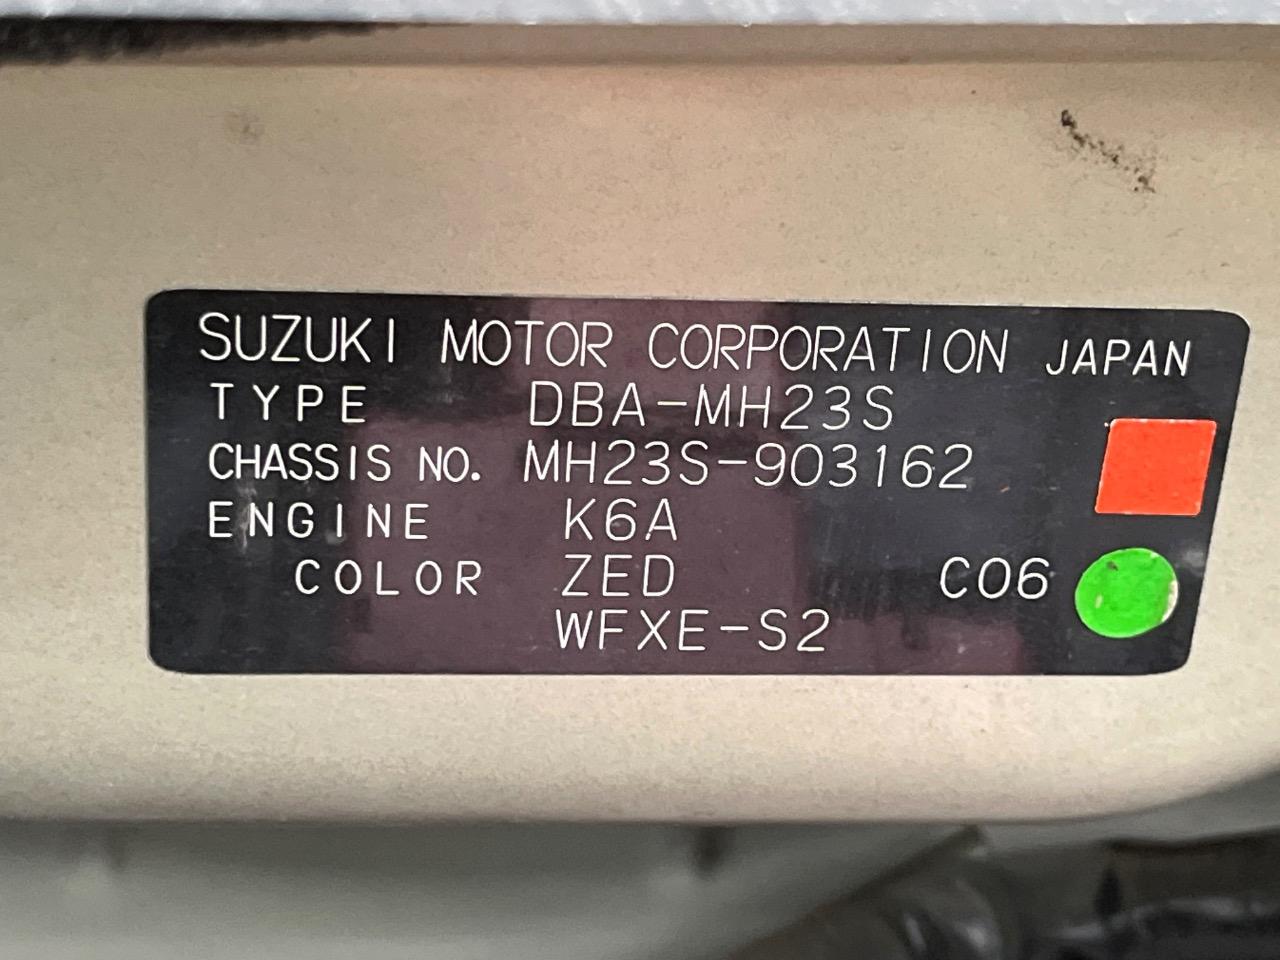 SUZUKI MOTOR CORPORATION JAPAN
TYPE DBA-MH23S
CHASSIS NO. MH23S-903162
ENGINE K6A
COLOR ZED C06
WFXE-S2